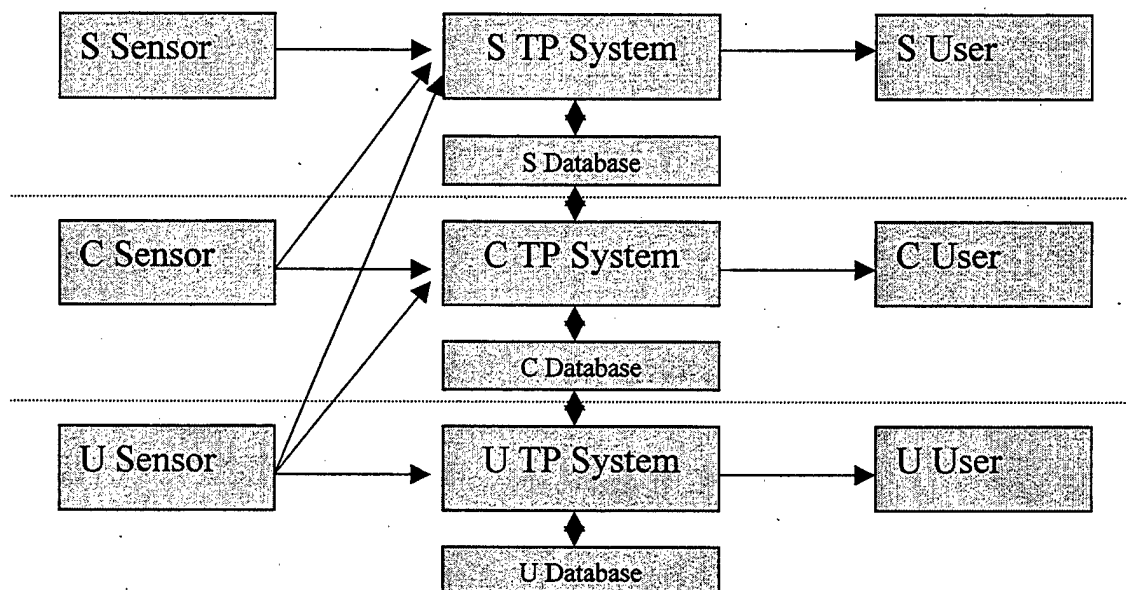 S Sensor
S TP System
S User
S Database
C Sensor
C TP System
C User
C Database
U Sensor
U TP System
U User
U Database